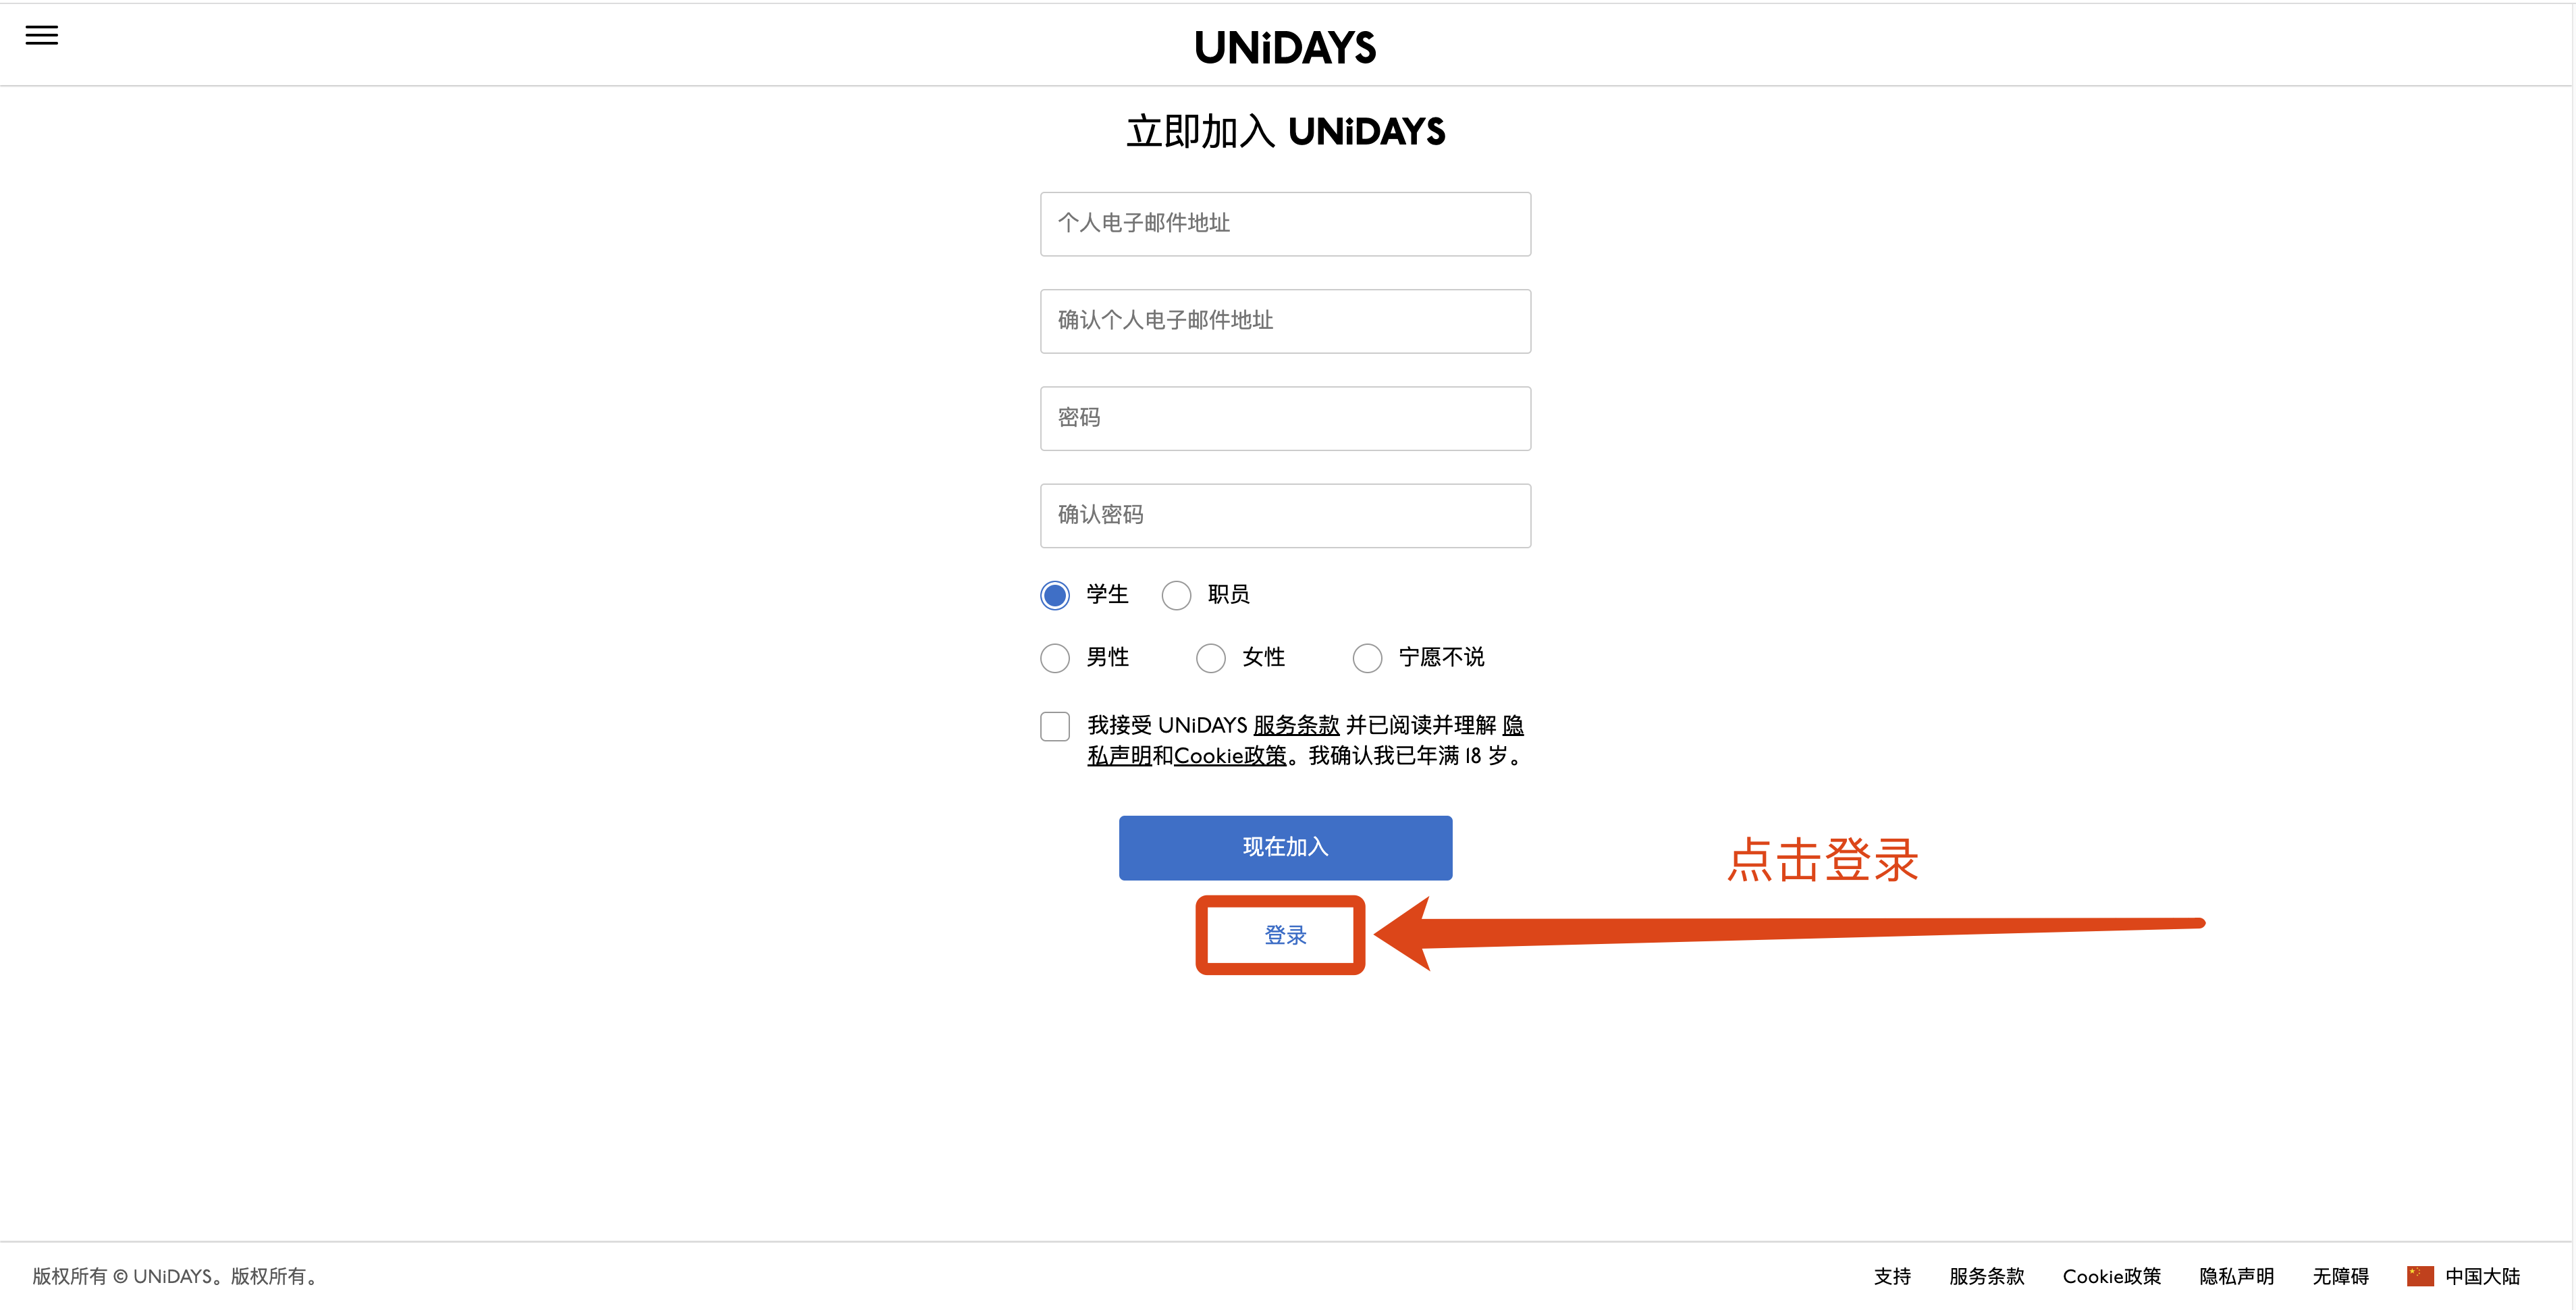 UNiDAYS
立即加入 UNiDAYS
个人电子邮件地址
确认个人电子邮件地址
密码
确认密码
学生 职员
男性 女性 宁愿不说
我接受 UNiDAYS 服务条款 并已阅读并理解 隐
私声明和Cookie政策。我确认我已年满 18 岁。
现在加入
点击登录
登录
版权所有 © UNiDAYS。版权所有。
支持 服务条款 Cookie政策 隐私声明 无障碍 中国大陆